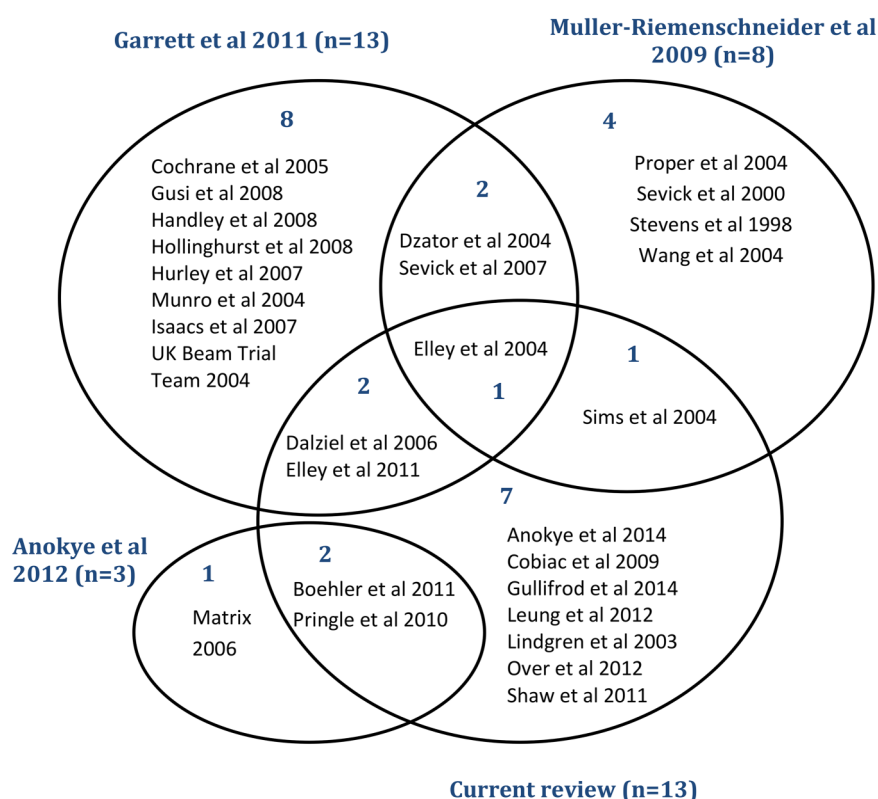 Garrett et al 2011 (n=13)
Muller-Riemenschneider et al
2009 (n=8)
8
Cochrane et al 2005
Gusi et al 2008
Handley et al 2008
Hollinghurst et al 2008
Hurley et al 2007
Munro et al 2004
Isaacs et al 2007
UK Beam Trial
Team 2004
2
Dzator et al 2004
Sevick et al 2007
4
Proper et al 2004
Sevick et al 2000
Stevens et al 1998
Wang et al 2004
Elley et al 2004
1
1
Sims et al 2004
2
Dalziel et al 2006
Elley et al 2011
7
Anokye et al 2014
Cobiac et al 2009
Gullifrod et al 2014
Leung et al 2012
Lindgren et al 2003
Over et al 2012
Shaw et al 2011
Anokye et al
2012 (n=3)
1
Matrix
2006
2
Boehler et al 2011
Pringle et al 2010
Current review (n=13)